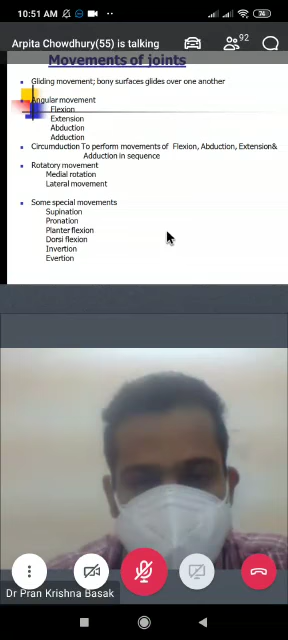 10:51 AM
74
Arpita Chowdhury(55) is talking
92
Movements of joints
Gliding movement; bony surfaces glides over one another
Angular movement
Flexion
Extension
Abduction
Adduction
Circumduction To perform movements of Flexion, Abduction, Extension&
Adduction in sequence
Rotatory movement
Medial rotation
Lateral movement
Some special movements
Supination
Pronation
Planter flexion
Dorsi flexion
Invertion
Evertion
Dr Pran Krishna Basak